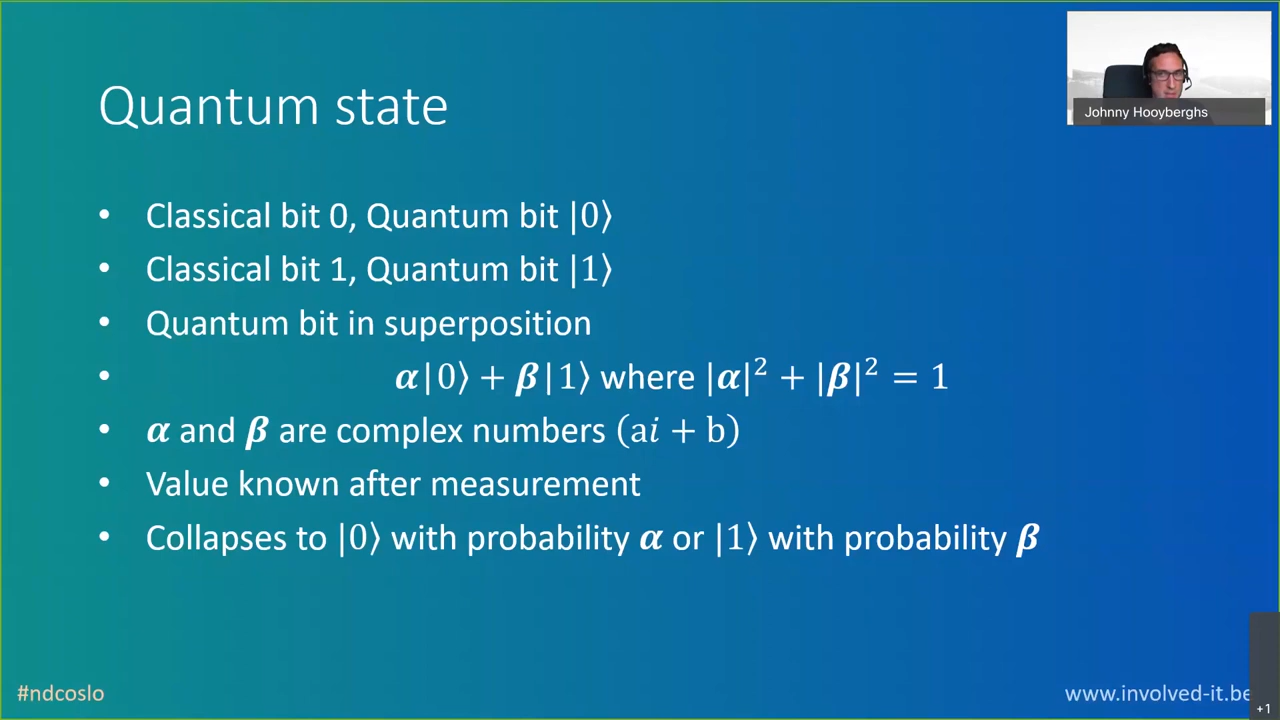 Quantum state
Johnny Hooyberghs
• Classical bit 0, Quantum bit |0⟩
• Classical bit 1, Quantum bit |1⟩
• Quantum bit in superposition
• α|0⟩ + β|1⟩ where |α|² + |β|² = 1
• α and β are complex numbers (ai + b)
• Value known after measurement
• Collapses to |0⟩ with probability α or |1⟩ with probability β
#ndcoslo
www.involved-it.be
+1